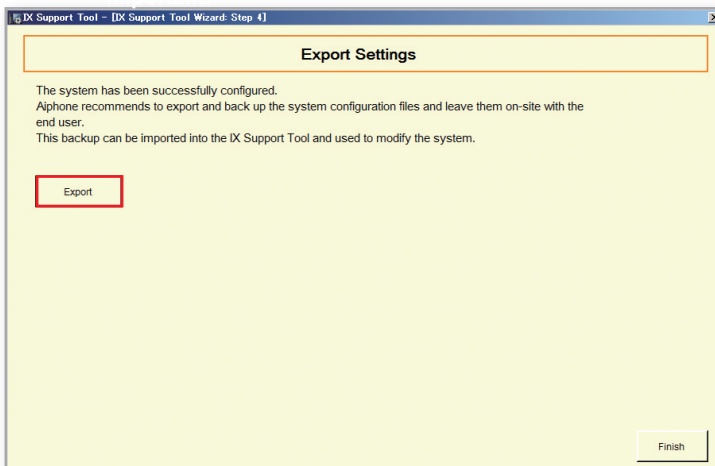 IX Support Tool - [IX Support Tool Wizard: Step 4]
Export Settings
The system has been successfully configured.
Aiphone recommends to export and back up the system configuration files and leave them on-site with the
end user.
This backup can be imported into the IX Support Tool and used to modify the system.
Export
Finish